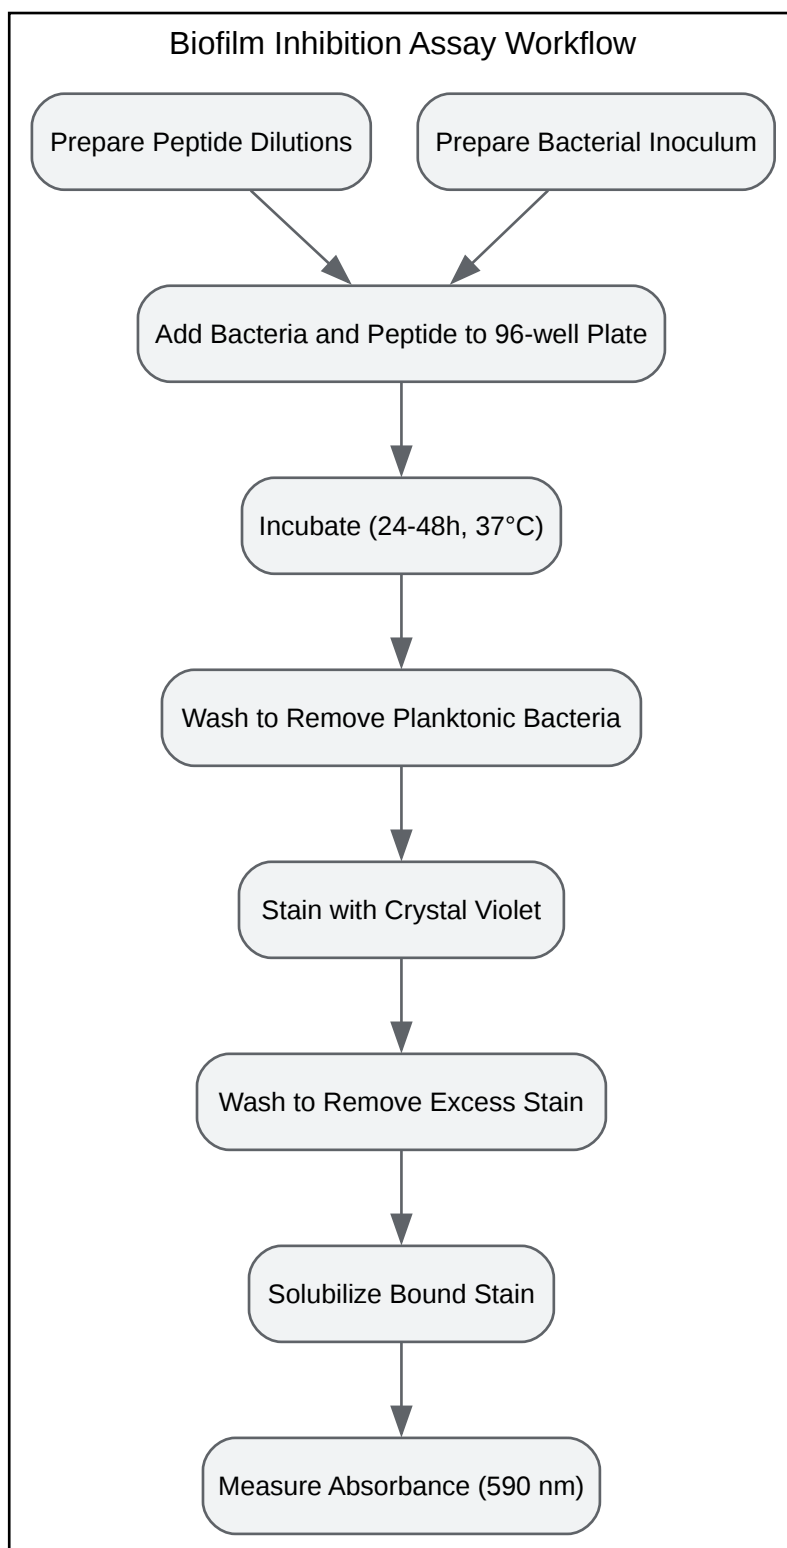 Biofilm Inhibition Assay Workflow
Prepare Peptide Dilutions
Prepare Bacterial Inoculum
Add Bacteria and Peptide to 96-well Plate
Incubate (24-48h, 37°C)
Wash to Remove Planktonic Bacteria
Stain with Crystal Violet
Wash to Remove Excess Stain
Solubilize Bound Stain
Measure Absorbance (590 nm)